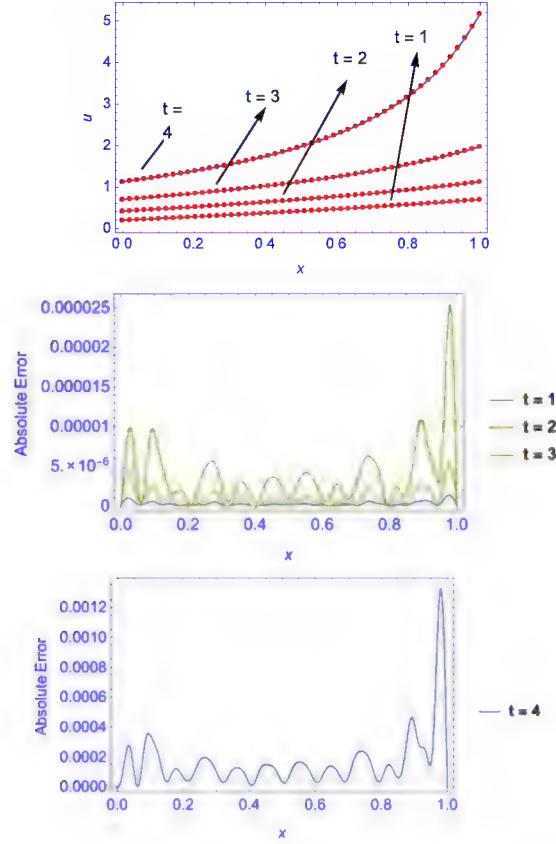 5
4
3
2
1
0
u
t = 1
t = 2
t = 3
t =
4
0.0 0.2 0.4 0.6 0.8 1.0
x
0.000025
0.00002
0.000015
0.00001
5. × 10⁻⁶
0
Absolute Error
0.0 0.2 0.4 0.6 0.8 1.0
x
t = 1
t = 2
t = 3
0.0012
0.0010
0.0008
0.0006
0.0004
0.0002
0.0000
Absolute Error
0.0 0.2 0.4 0.6 0.8 1.0
x
t = 4